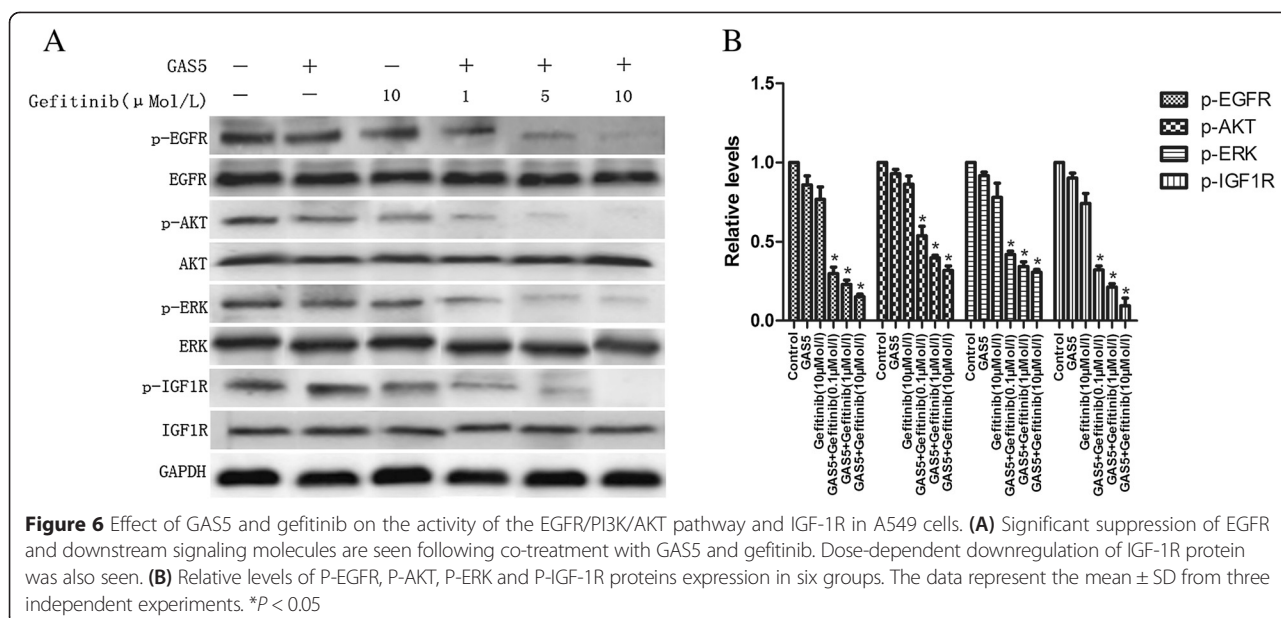 A
GAS5 − + − + + +
Gefitinib(μ Mol/L) − − 10 1 5 10
p-EGFR
EGFR
p-AKT
AKT
p-ERK
ERK
p-IGF1R
IGF1R
GAPDH
B
Relative levels
1.5
1.0
0.5
0.0
* * * * * * * * * * * *
p-EGFR
p-AKT
p-ERK
p-IGF1R
Control
GAS5
Gefitinib(10μMol/l)
GAS5+Gefitinib(0.1μMol/l)
GAS5+Gefitinib(1μMol/l)
GAS5+Gefitinib(10μMol/l)
Control
GAS5
Gefitinib(10μMol/l)
GAS5+Gefitinib(0.1μMol/l)
GAS5+Gefitinib(1μMol/l)
GAS5+Gefitinib(10μMol/l)
Control
GAS5
Gefitinib(10μMol/l)
GAS5+Gefitinib(0.1μMol/l)
GAS5+Gefitinib(1μMol/l)
GAS5+Gefitinib(10μMol/l)
Control
GAS5
Gefitinib(10μMol/l)
GAS5+Gefitinib(0.1μMol/l)
GAS5+Gefitinib(1μMol/l)
GAS5+Gefitinib(10μMol/l)
Figure 6 Effect of GAS5 and gefitinib on the activity of the EGFR/PI3K/AKT pathway and IGF-1R in A549 cells. (A) Significant suppression of EGFR
and downstream signaling molecules are seen following co-treatment with GAS5 and gefitinib. Dose-dependent downregulation of IGF-1R protein
was also seen. (B) Relative levels of P-EGFR, P-AKT, P-ERK and P-IGF-1R proteins expression in six groups. The data represent the mean ± SD from three
independent experiments. *P < 0.05